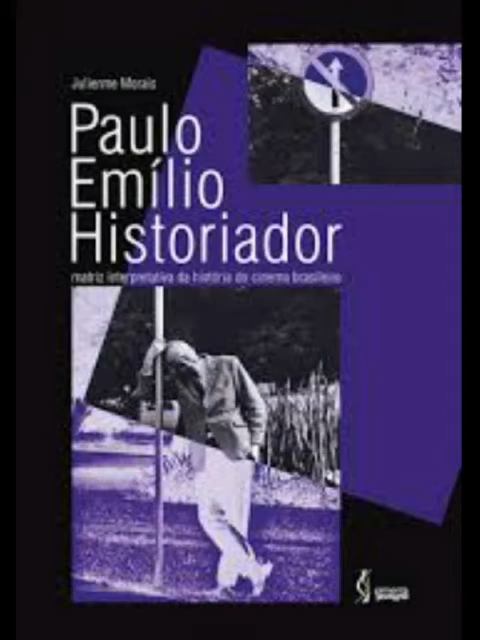 Julierme Morais
Paulo
Emílio
Historiador
matriz interpretativa da história do cinema brasileiro